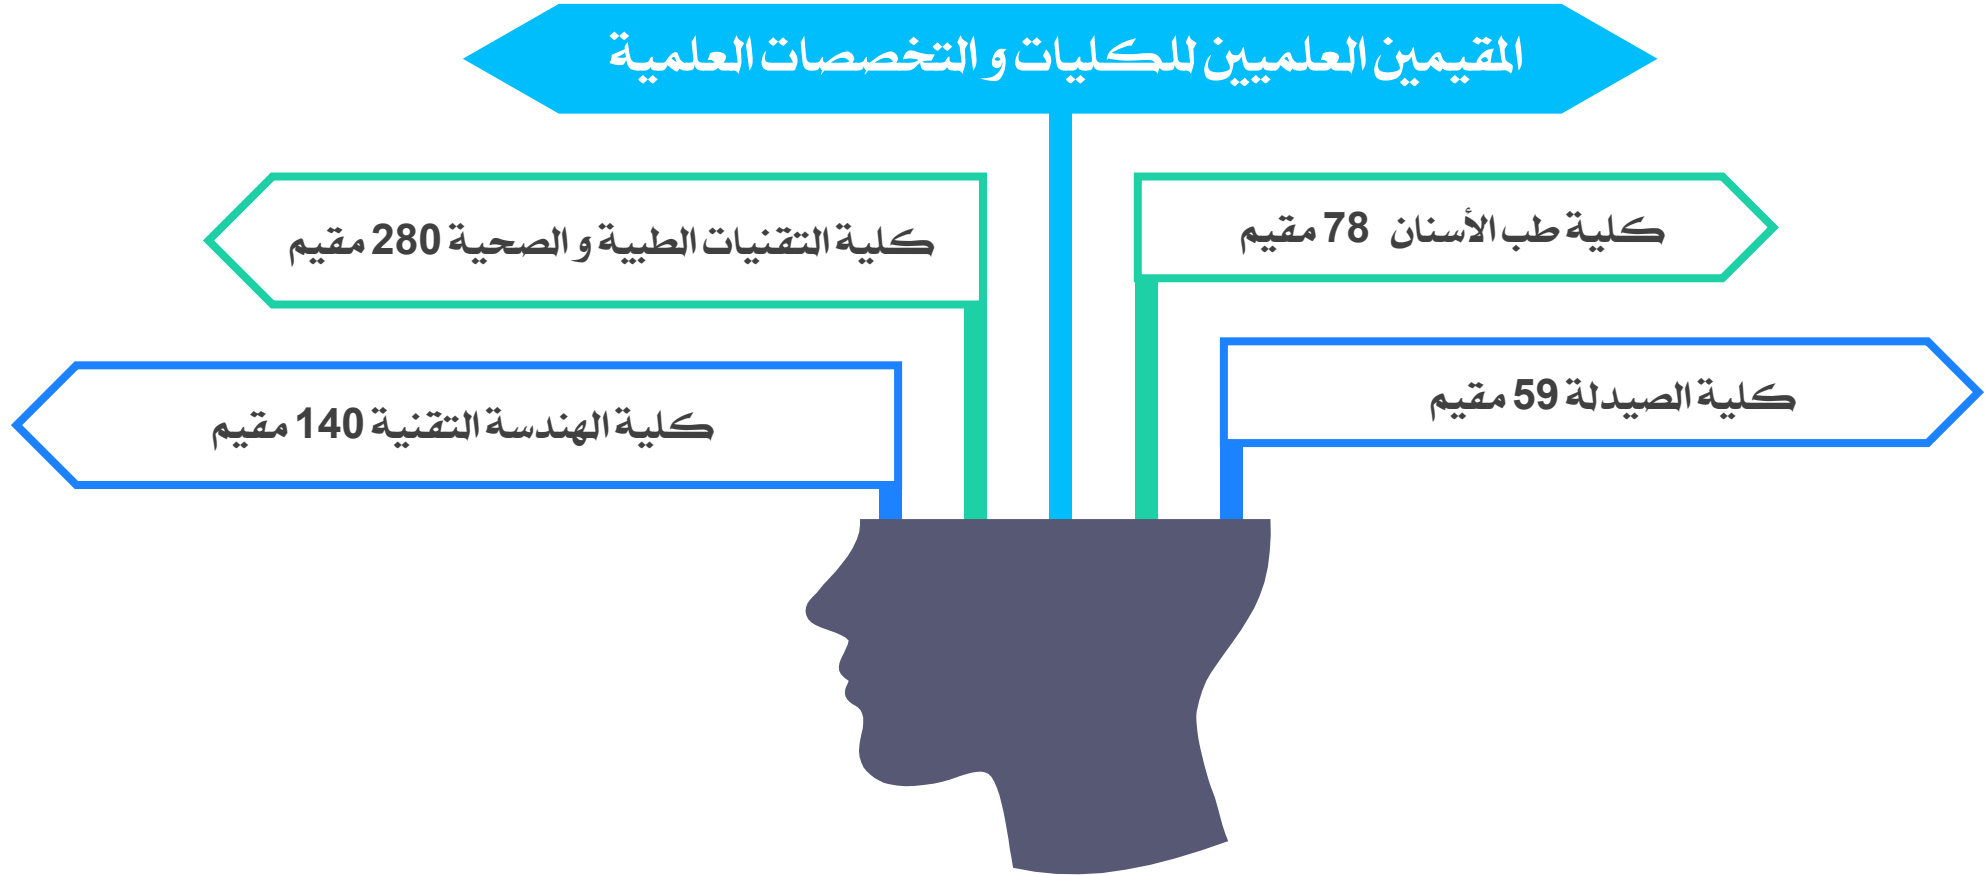 المقيمين العلميين للكليات و التخصصات العلمية
كلية طب الأسنان 78 مقيم
كلية التقنيات الطبية و الصحية 280 مقيم
كلية الصيدلة 59 مقيم
كلية الهندسة التقنية 140 مقيم